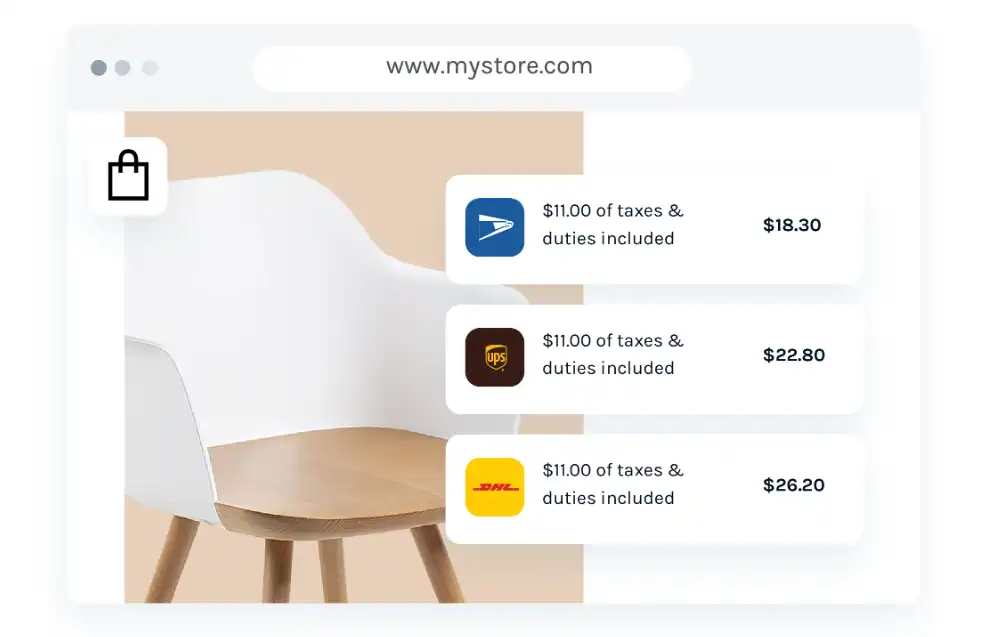 www.mystore.com
$11.00 of taxes &
duties included
$18.30
ups
$11.00 of taxes &
duties included
$22.80
DHL
$11.00 of taxes &
duties included
$26.20